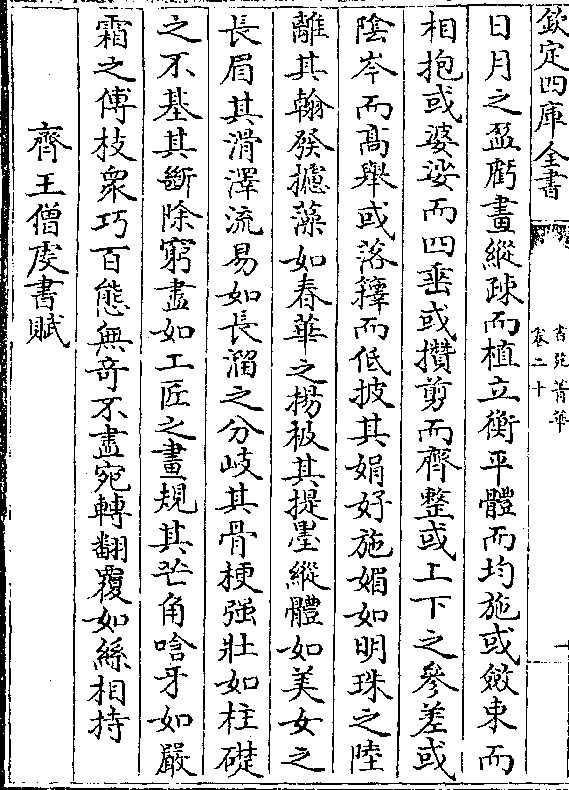 欽定四庫全書
書苑菁華
卷二十
日月之盈虧畫縱踈而植立衡平體而均施或斂束而
相抱或婆娑而四垂或攢剪而齊整或上下之參差或
陰岑而髙舉或落籜而低披其娟好施媚如明珠之陸
離其翰發攄藻如春華之楊被其提墨縱體如美女之
長眉其滑澤流易如長溜之分歧其骨梗强壯如柱礎
之不基其斷除窮盡如工匠之畫規其芒角唅牙如嚴
霜之傅枝衆巧百態無竒不盡宛轉翻覆如絲相持
齊王僧䖍書賦